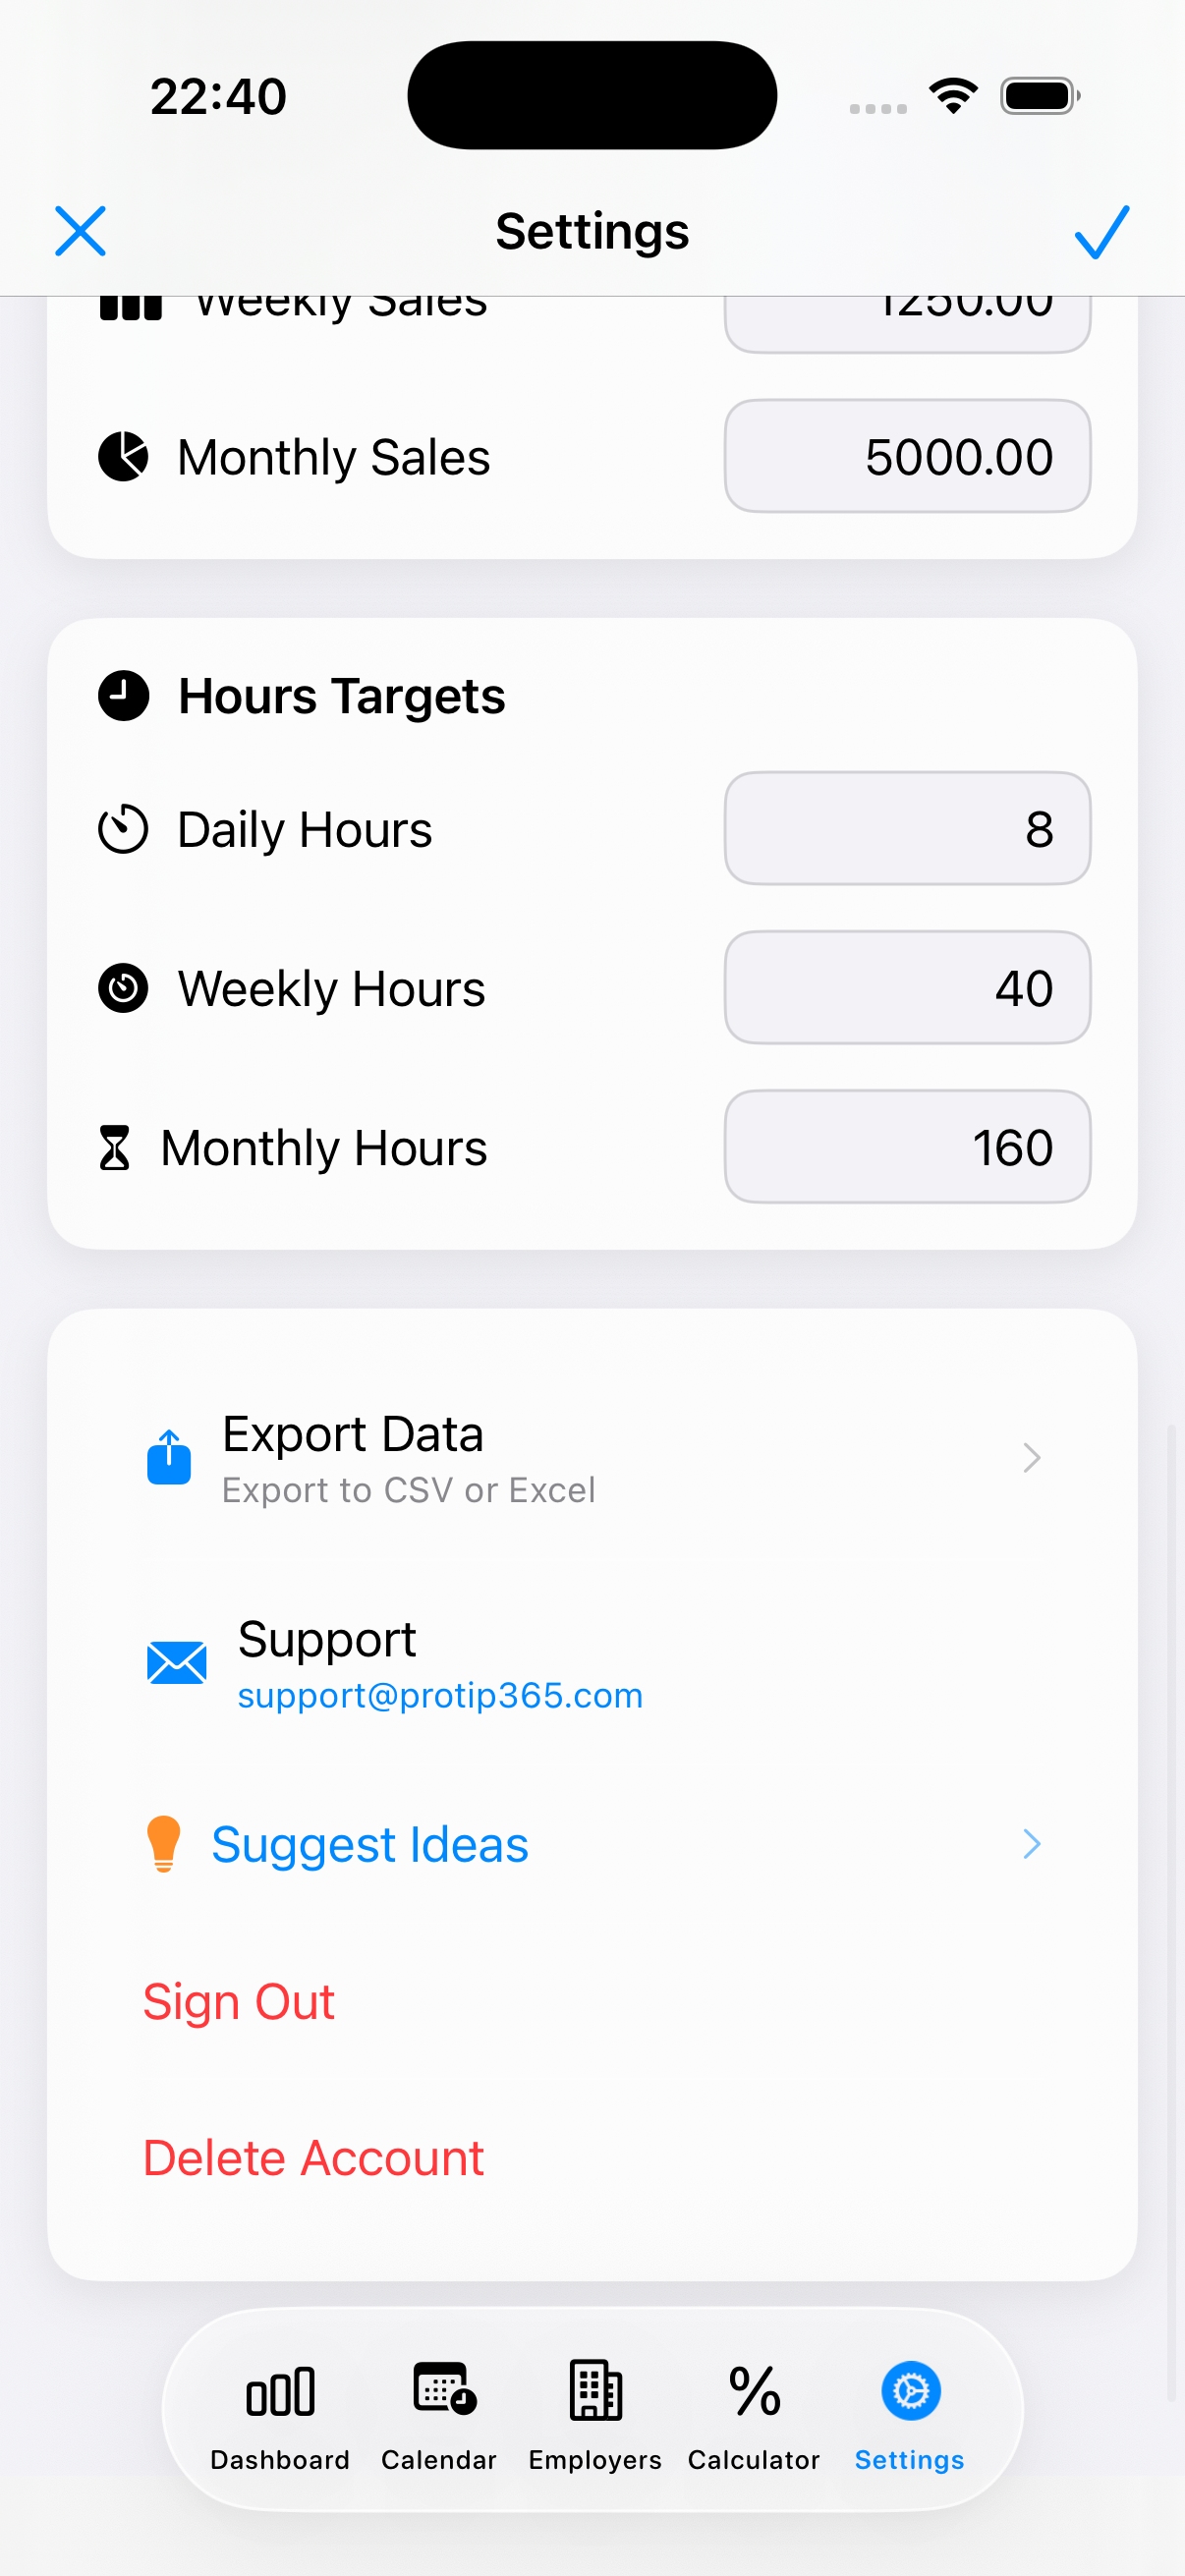 22:40
Settings
Weekly Sales
1250.00
Monthly Sales
5000.00
Hours Targets
Daily Hours
8
Weekly Hours
40
Monthly Hours
160
Export Data
Export to CSV or Excel
Support
support@protip365.com
Suggest Ideas
Sign Out
Delete Account
Dashboard
Calendar
Employers
Calculator
Settings